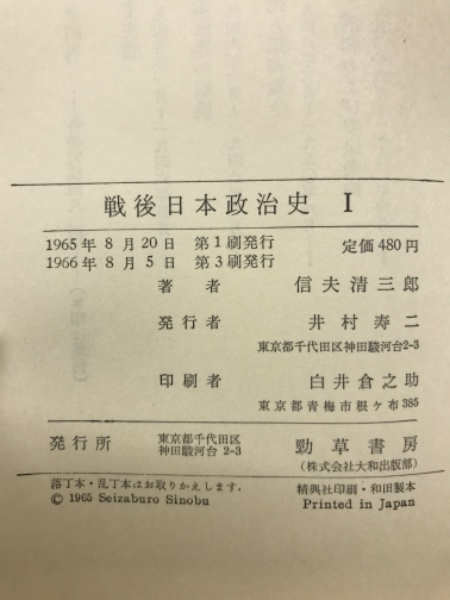 戦後日本政治史 I
1965年8月20日 第1刷発行 定価480円
1966年8月5日 第3刷発行
著者 信夫清三郎
発行者 井村寿二
東京都千代田区神田駿河台2-3
印刷者 白井倉之助
東京都青梅市根ヶ布385
発行所 東京都千代田区神田駿河台 2-3 勁草書房
(株式会社大和出版部)
落丁本・乱丁本はお取りかえします. 精興社印刷・和田製本
© 1965 Seizaburo Sinobu Printed in Japan